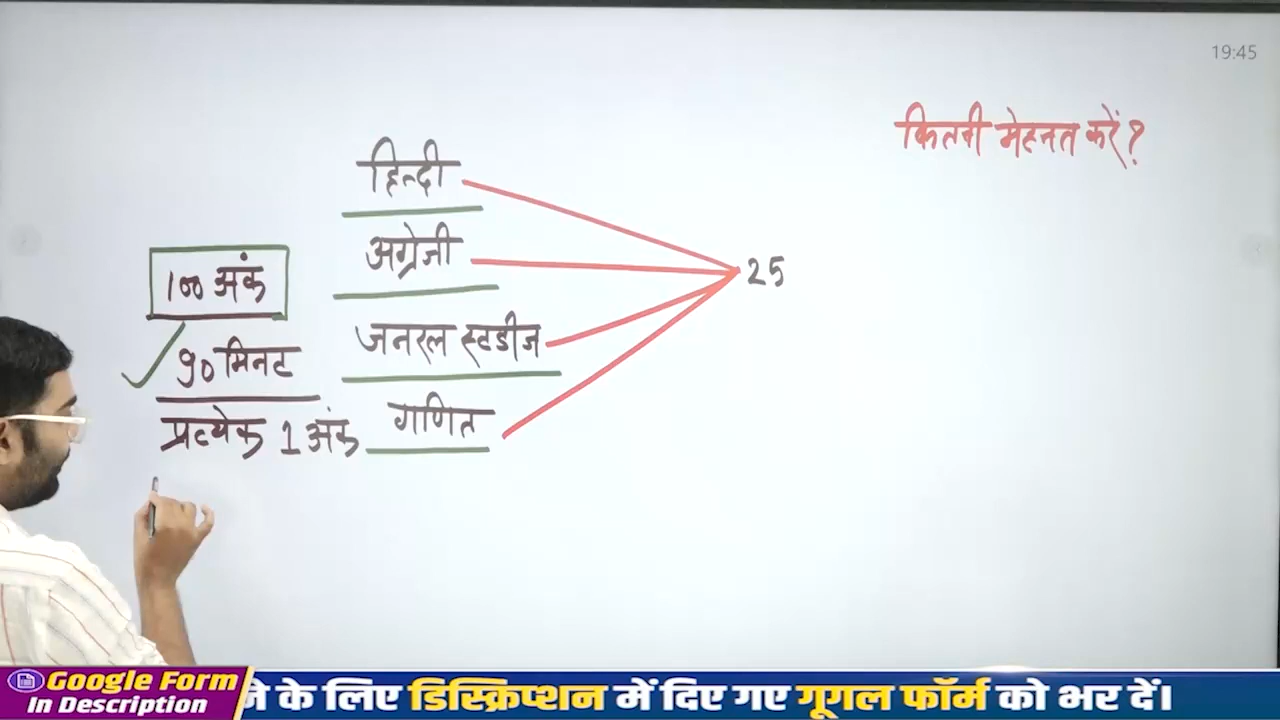 19:45
कितनी मेहनत करें?
हिन्दी
अग्रेजी
25
100 अंक
जनरल स्टडीज
90 मिनट
गणित
प्रत्येक 1 अंक
Google Form
In Description
के लिए डिस्क्रिप्शन में दिए गए गूगल फॉर्म को भर दें।